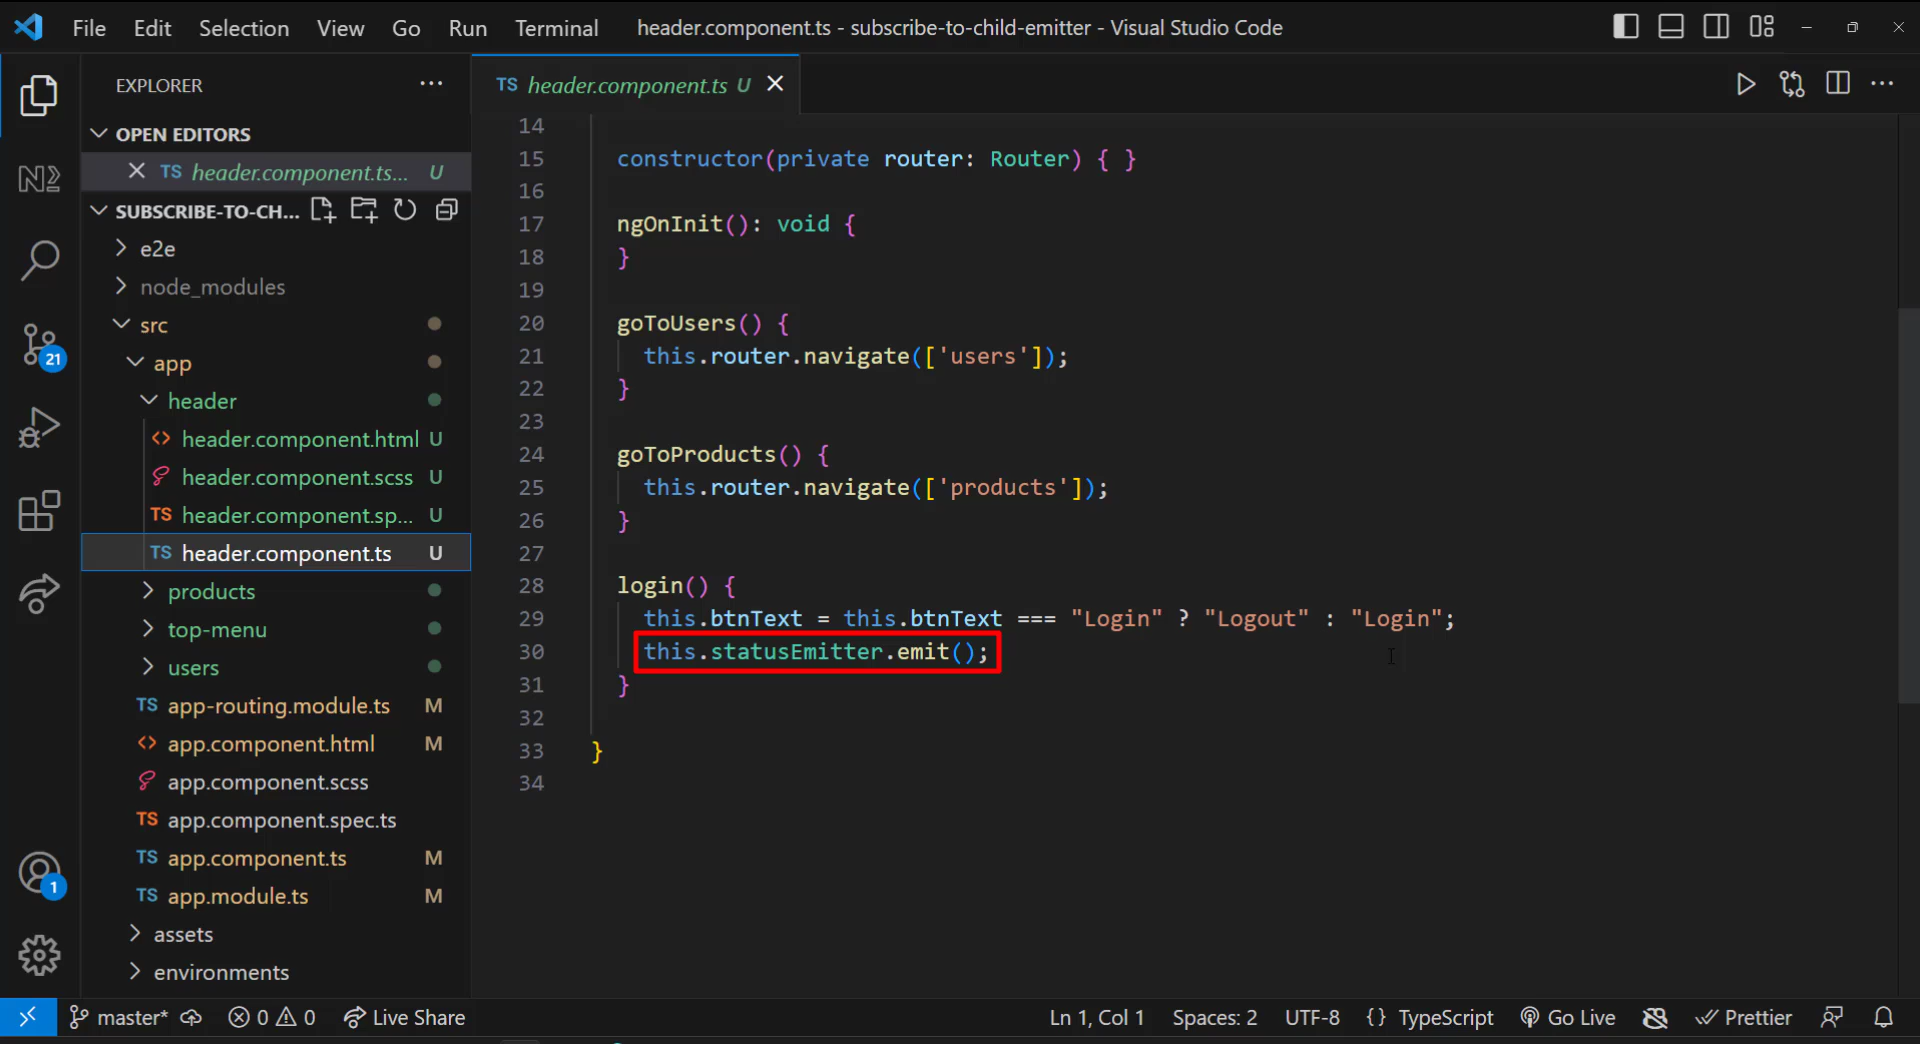 File Edit Selection View Go Run Terminal header.component.ts - subscribe-to-child-emitter - Visual Studio Code
EXPLORER
OPEN EDITORS
TS header.component.ts... U
SUBSCRIBE-TO-CH...
e2e
node_modules
src
app
header
header.component.html U
header.component.scss U
TS header.component.sp... U
TS header.component.ts U
products
top-menu
users
TS app-routing.module.ts M
app.component.html M
app.component.scss
TS app.component.spec.ts
TS app.component.ts M
TS app.module.ts M
assets
environments
21
1
TS header.component.ts U
14
15 constructor(private router: Router) { }
16
17 ngOnInit(): void {
18 }
19
20 goToUsers() {
21 this.router.navigate(['users']);
22 }
23
24 goToProducts() {
25 this.router.navigate(['products']);
26 }
27
28 login() {
29 this.btnText = this.btnText === "Login" ? "Logout" : "Login";
30 this.statusEmitter.emit();
31 }
32
33 }
34
master* 0 0 Live Share Ln 1, Col 1 Spaces: 2 UTF-8 {} TypeScript Go Live Prettier